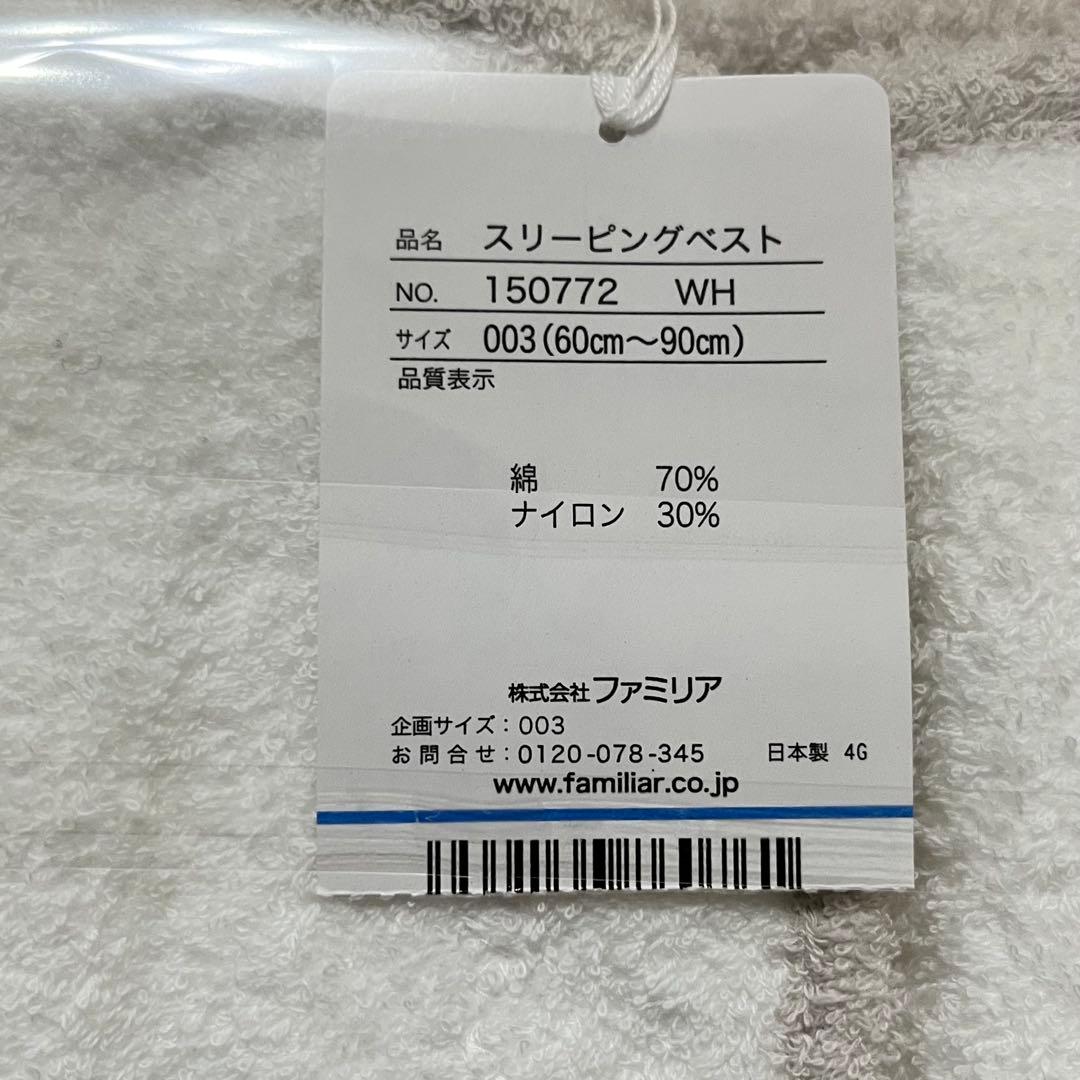 品名 スリーピングベスト
NO. 150772 WH
サイズ 003(60cm〜90cm)
品質表示
綿 70%
ナイロン 30%
株式会社ファミリア
企画サイズ：003
お問合せ：0120-078-345 日本製 4G
www.familiar.co.jp